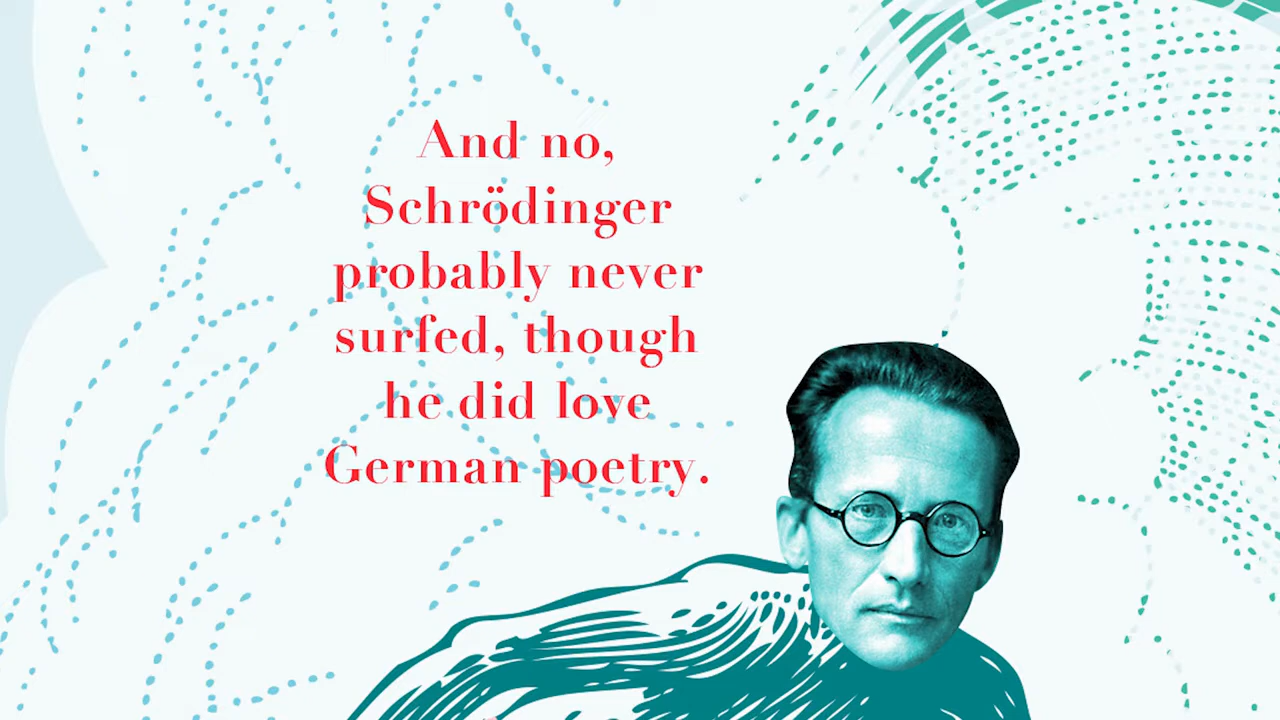 And no,
Schrödinger
probably never
surfed, though
he did love
German poetry.